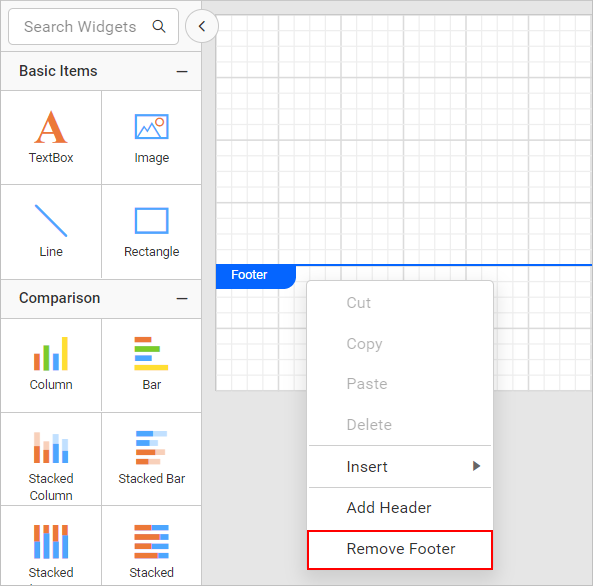 Search Widgets
Basic Items
TextBox
Image
Line
Rectangle
Comparison
Column
Bar
Stacked
Column
Stacked Bar
Stacked
Stacked
Footer
Cut
Copy
Paste
Delete
Insert
Add Header
Remove Footer